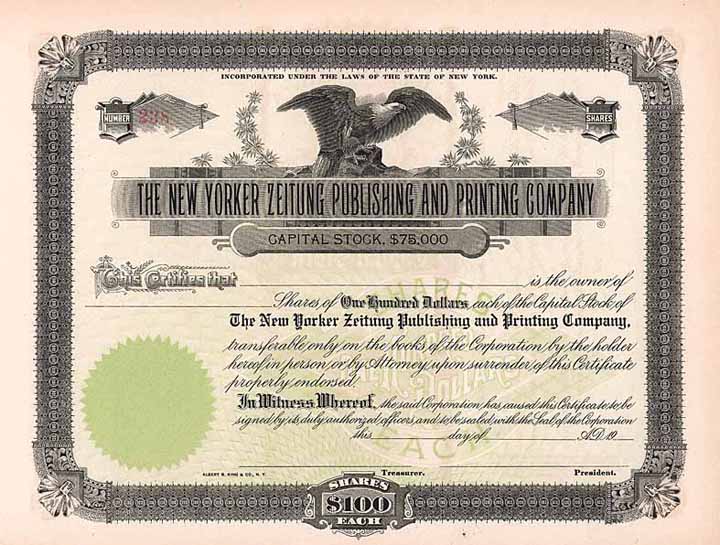 INCORPORATED UNDER THE LAWS OF THE STATE OF NEW YORK.
NUMBER
SHARES
THE NEW YORKER ZEITUNG PUBLISHING AND PRINTING COMPANY
CAPITAL STOCK, $75,000
This Certifies that is the owner of
Shares of One Hundred Dollars each of the Capital Stock of
The New Yorker Zeitung Publishing and Printing Company,
transferable only on the books of the Corporation by the holder
hereof in person or by Attorney upon surrender of this Certificate
properly endorsed.
In Witness Whereof, the said Corporation has caused this Certificate to be
signed by its duly authorized officers and to be sealed with the Seal of the Corporation
this day of A.D. 19
ALBERT B. KING & CO., N. Y. Treasurer. President.
SHARES
$100
EACH